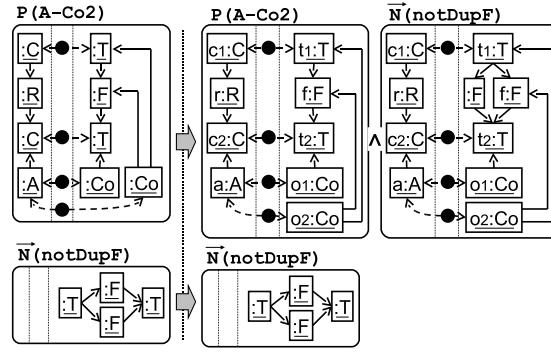 P(A-Co2)
:C
:T
:R
:F
:C
:T
:A
:Co
:Co
P(A-Co2)
c1:C
t1:T
r:R
f:F
c2:C
t2:T
a:A
o1:Co
o2:Co
∧
N(notDupF)
c1:C
t1:T
r:R
:F
f:F
c2:C
t2:T
a:A
o1:Co
o2:Co
N(notDupF)
:F
:T
:T
:F
N(notDupF)
:F
:T
:T
:F